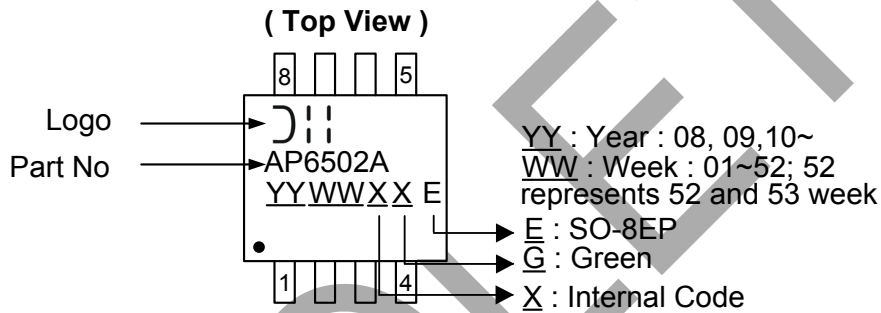 ( Top View )
8 5
Logo
Part No
AP6502A
YYWWXX E
1 4
YY : Year : 08, 09,10~
WW : Week : 01~52; 52
represents 52 and 53 week
E : SO-8EP
G : Green
X : Internal Code